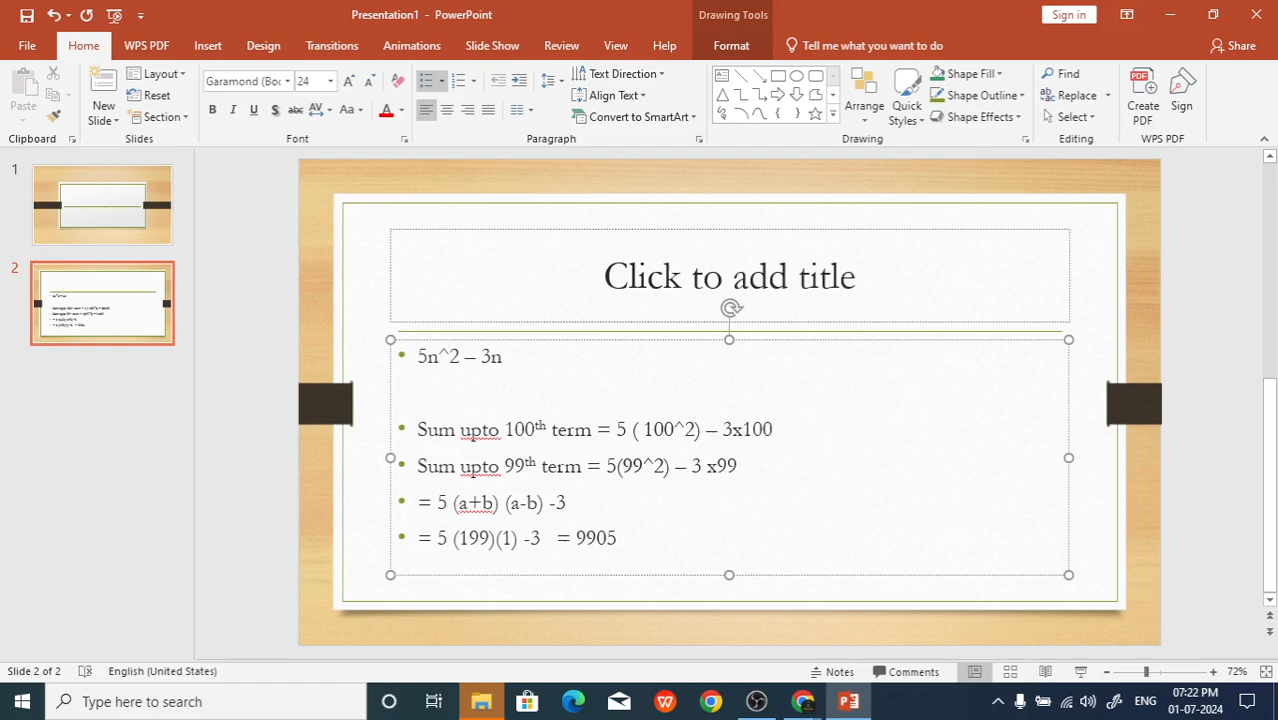 Presentation1 - PowerPoint
Drawing Tools
Sign in
File
Home
WPS PDF
Insert
Design
Transitions
Animations
Slide Show
Review
View
Help
Format
Tell me what you want to do
Share
Paste
New Slide
Layout
Reset
Section
Garamond (Boc
24
Text Direction
Align Text
Convert to SmartArt
Arrange
Quick Styles
Shape Fill
Shape Outline
Shape Effects
Find
Replace
Select
Create PDF
Sign
Clipboard
Slides
Font
Paragraph
Drawing
Editing
WPS PDF
1
2
Click to add title
• 5n^2 – 3n
• Sum upto 100th term = 5 ( 100^2) – 3x100
• Sum upto 99th term = 5(99^2) – 3 x99
• = 5 (a+b) (a-b) -3
• = 5 (199)(1) -3 = 9905
Slide 2 of 2
English (United States)
Notes
Comments
72%
Type here to search
ENG
07:22 PM
01-07-2024